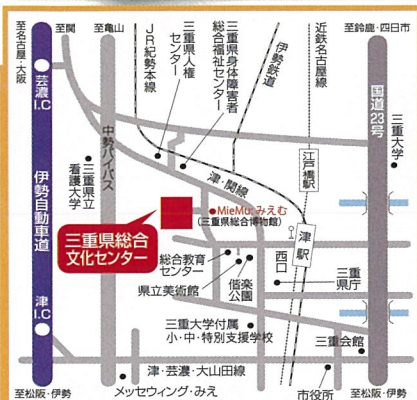 至名古屋・大阪
至関
至亀山
JR紀勢本線
三重県人権
センター
三重県身体障害者
総合福祉センター
伊勢鉄道
近鉄名古屋線
至鈴鹿・四日市
芸濃
I.C
中勢バイパス
国道23号
三重大学
江戸橋駅
三重県立
看護大学
津・関線
伊勢自動車道
MieMu:みえむ
(三重県総合博物館)
三重県総合
文化センター
津駅
西口
総合教育
センター
県立美術館
偕楽
公園
三重
県庁
津
I.C
三重大学付属
小・中・特別支援学校
三重会館
津・芸濃・大山田線
至松阪・伊勢
メッセウィング・みえ
市役所
至松阪・伊勢